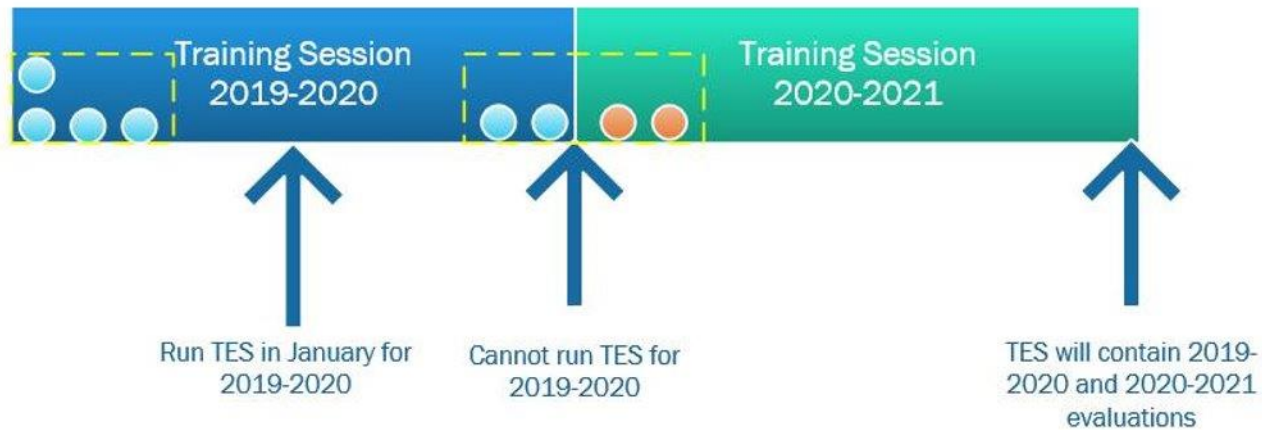 Training Session
2019-2020
Training Session
2020-2021
Run TES in January for
2019-2020
Cannot run TES for
2019-2020
TES will contain 2019-
2020 and 2020-2021
evaluations